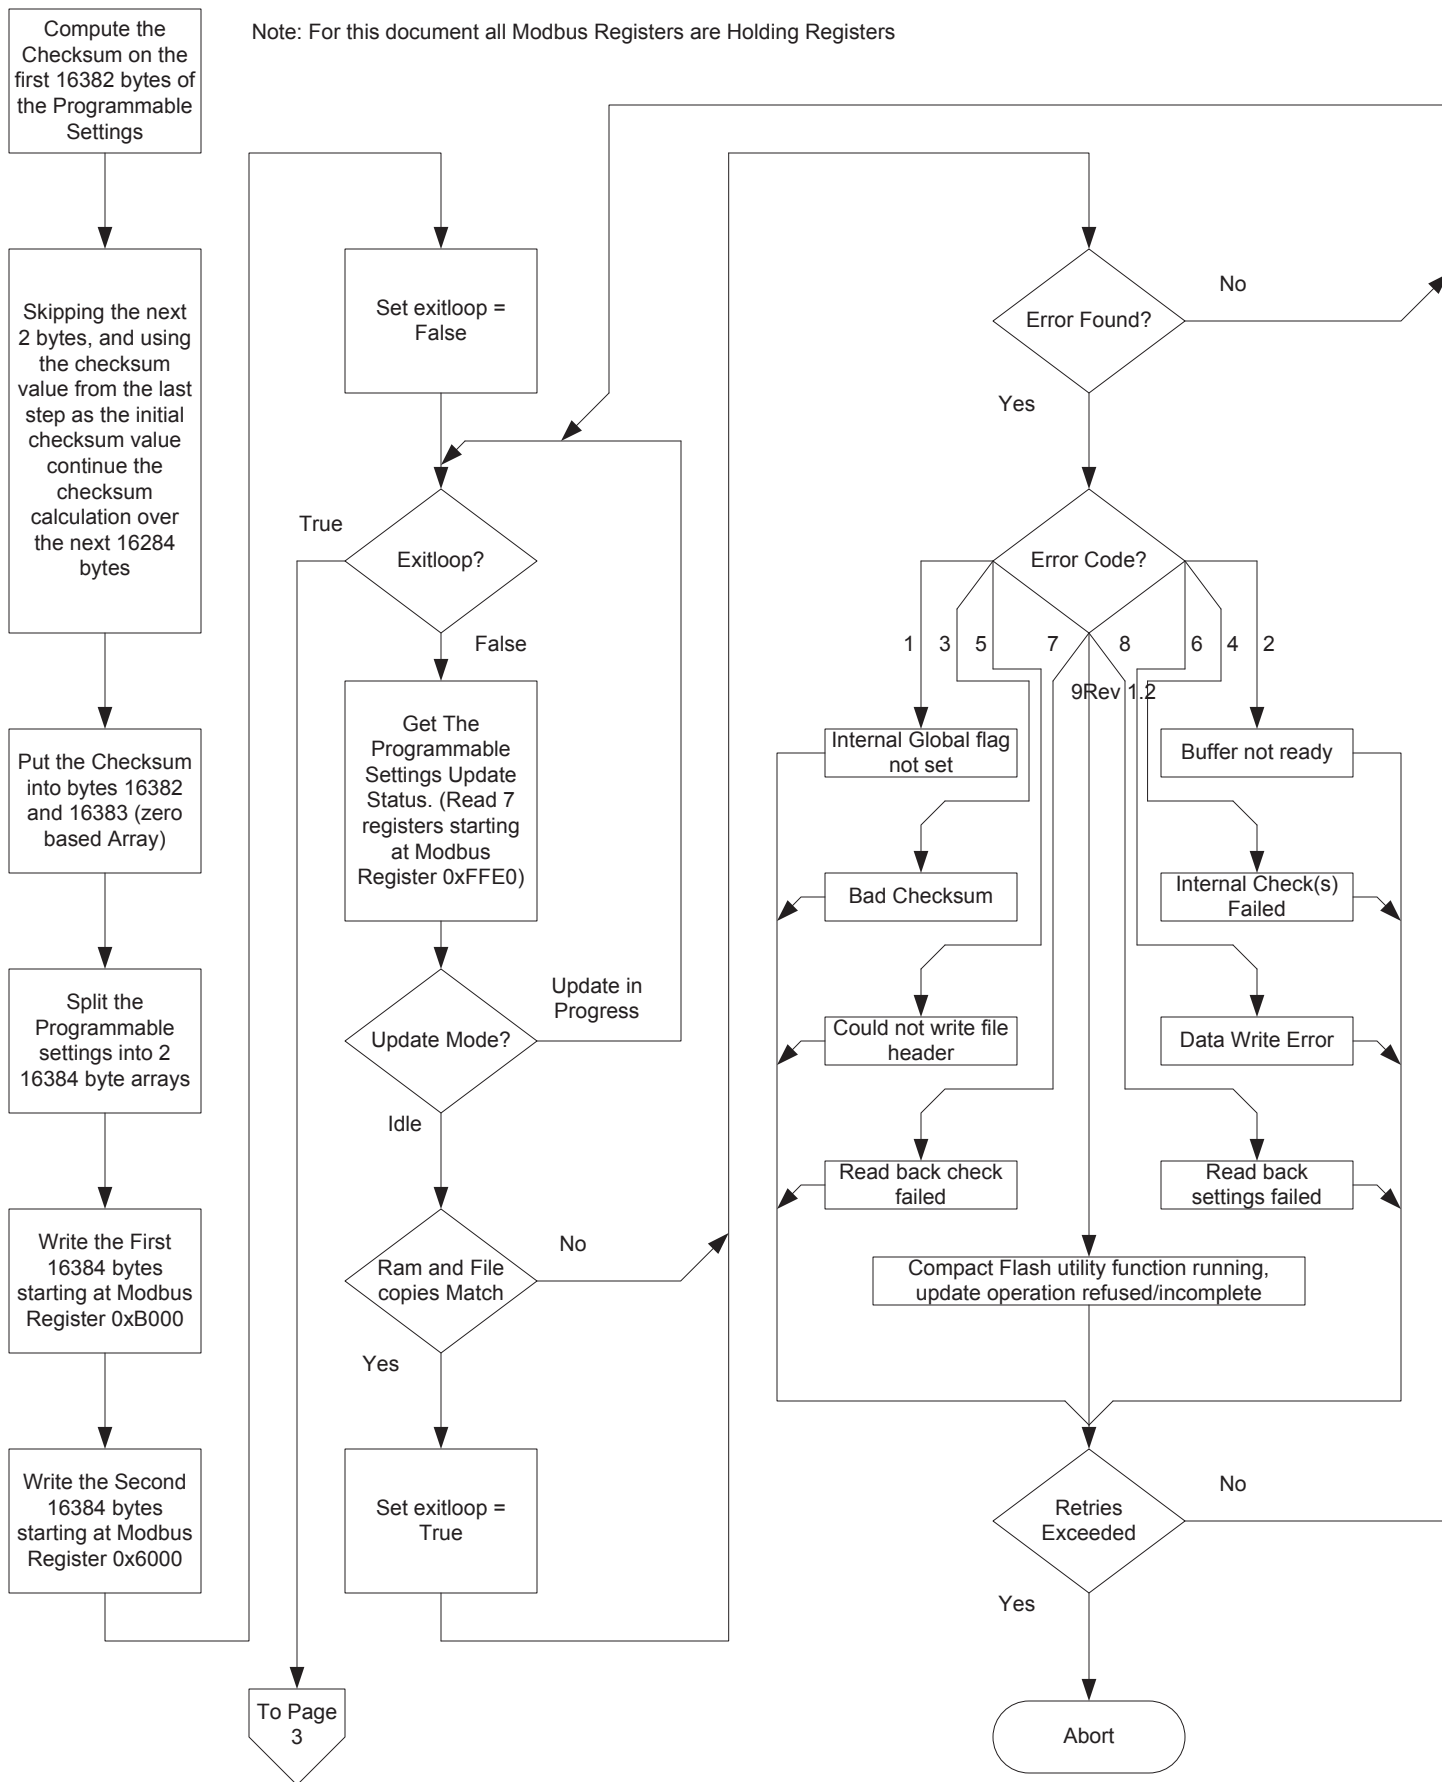 Note: For this document all Modbus Registers are Holding Registers
Compute the
Checksum on the
first 16382 bytes of
the Programmable
Settings
Skipping the next
2 bytes, and using
the checksum
value from the last
step as the initial
checksum value
continue the
checksum
calculation over
the next 16284
bytes
Put the Checksum
into bytes 16382
and 16383 (zero
based Array)
Split the
Programmable
settings into 2
16384 byte arrays
Write the First
16384 bytes
starting at Modbus
Register 0xB000
Write the Second
16384 bytes
starting at Modbus
Register 0x6000
Set exitloop =
False
Exitloop?
True
False
Get The
Programmable
Settings Update
Status. (Read 7
registers starting
at Modbus
Register 0xFFE0)
Update Mode?
Update in
Progress
Idle
Ram and File
copies Match
No
Yes
Set exitloop =
True
To Page
3
Error Found?
No
Yes
Error Code?
1
3
5
7
8
6
4
2
9Rev 1.2
Internal Global flag
not set
Buffer not ready
Bad Checksum
Internal Check(s)
Failed
Could not write file
header
Data Write Error
Read back check
failed
Read back
settings failed
Compact Flash utility function running,
update operation refused/incomplete
Retries
Exceeded
No
Yes
Abort